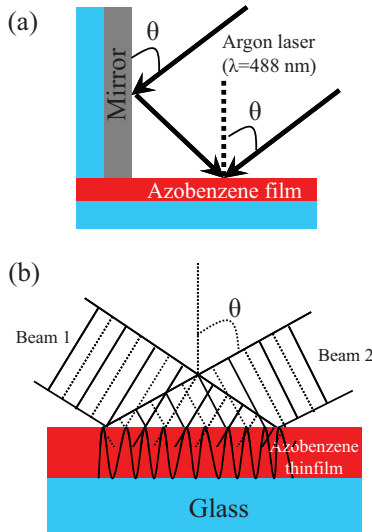 (a)
θ
Mirror
Argon laser
(λ=488 nm)
θ
Azobenzene film
(b)
θ
Beam 1
Beam 2
Azobenzene
thinfilm
Glass